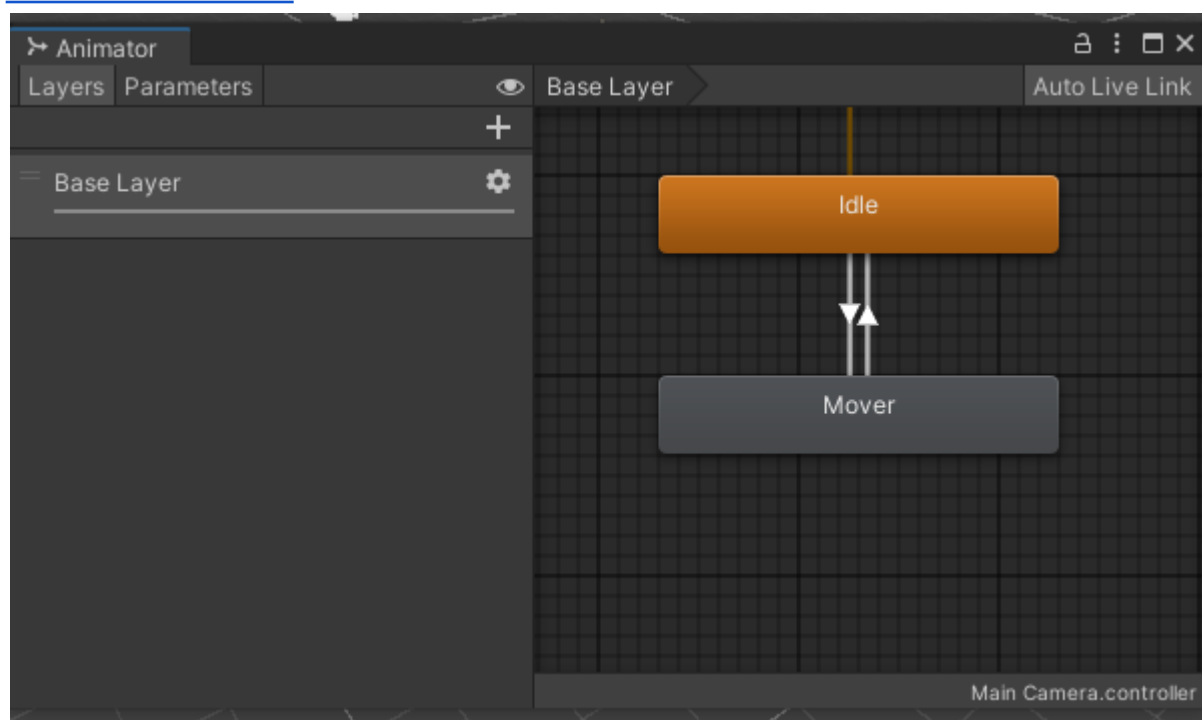 Animator
Layers Parameters
Base Layer
Auto Live Link
Base Layer
Idle
Mover
Main Camera.controller